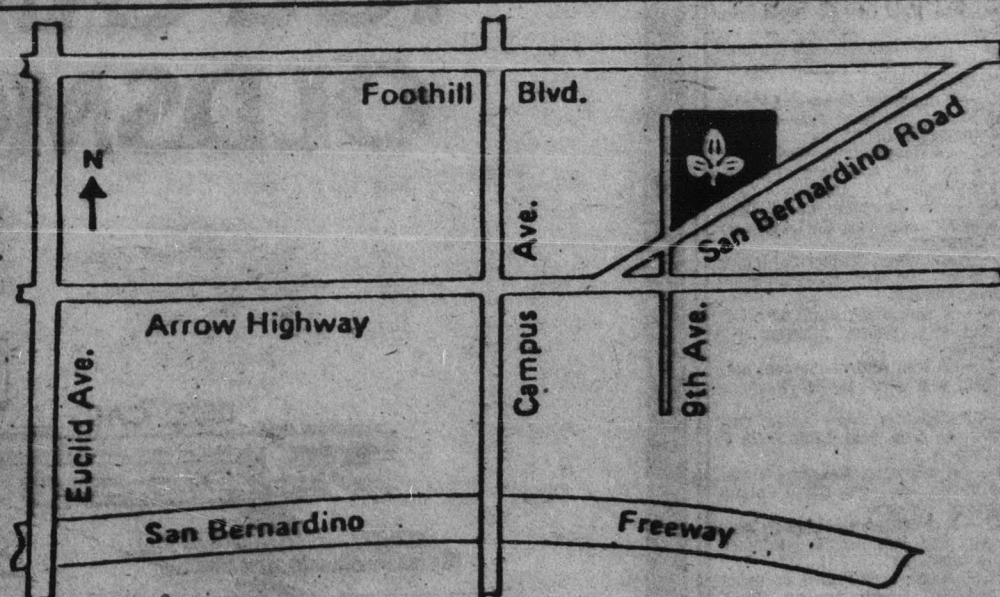 Foothill Blvd.
N
Ave.
San Bernardino Road
Arrow Highway
Campus
9th Ave.
Euclid Ave.
San Bernardino Freeway